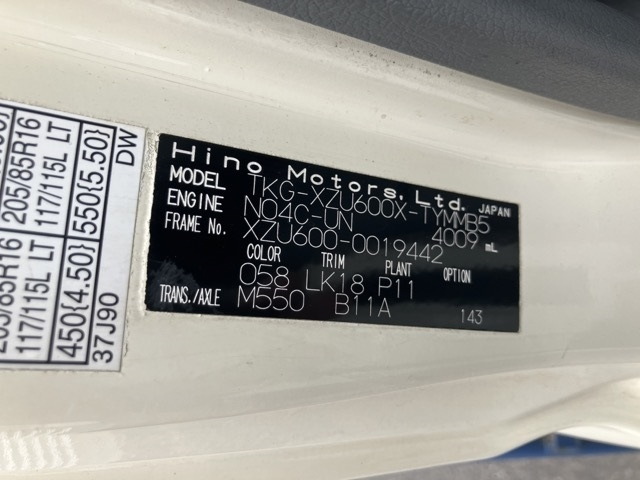 205/85R16
117/115L LT
450{4.50}
37J90
205/85R16
117/115L LT
550{5.50}
DW
Hino Motors, Ltd. JAPAN
MODEL TKG-XZU600X-TYMMB5
ENGINE N04C-UN 4009 mL
FRAME No. XZU600-0019442
COLOR TRIM PLANT OPTION
058 LK18 P11
TRANS./AXLE M550 B11A
143